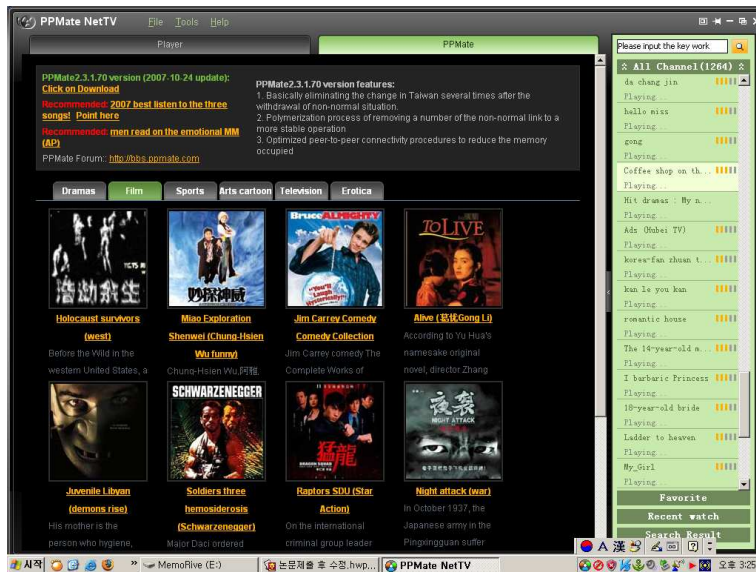 PPMate NetTV File Tools Help
Player PPMate
PPMate2.3.1.70 version (2007-10-24 update):
Click on Download
Recommended: 2007 best listen to the three
songs! Point here
Recommended: men read on the emotional MM
(AP)
PPMate Forum:: http://bbs.ppmate.com
PPMate2.3.1.70 version features:
1. Basically eliminating the change in Taiwan several times after the
withdrawal of non-normal situation.
2. Polymerization process of removing a number of the non-normal link to a
more stable operation
3. Optimized peer-to-peer connectivity procedures to reduce the memory
occupied
Dramas Film Sports Arts cartoon Television Erotica
BruceALMIGHTY
TO LIVE
Holocaust survivors
(west)
Before the Wild in the
western United States, a
Miao Exploration
Shenwei (Chung-Hsien
Wu funny)
Chung-Hsien Wu,阿雅,
Jim Carrey Comedy
Comedy Collection
Jim Carrey comedy The
Complete Works of
Alive (葛优Gong Li)
According to Yu Hua's
namesake original
novel, director Zhang
SCHWARZENEGGER
猛龍
DRAGON SQUAD
夜襲
NIGHT ATTACK
Juvenile Libyan
(demons rise)
His mother is the
person who hygiene,
Soldiers three
hemosiderosis
(Schwarzenegger)
Major Daci ordered
Raptors SDU (Star
Action)
On the international
criminal group leader
Night attack (war)
In October 1937, the
Japanese army in the
Pingxingguan suffer
Please input the key work
All Channel(1264)
da chang jin
Playing...
hello miss
Playing...
gong
Playing...
Coffee shop on th...
Playing...
Hit dramas : My n...
Playing...
Ads (Hubei TV)
Playing...
korea-fan zhuan t...
Playing...
kan le you kan
Playing...
romantic house
Playing...
The 14-year-old m...
Playing...
I barbaric Princess
Playing...
18-year-old bride
Playing...
Ladder to heaven
Playing...
My_Girl
Playing...
Favorite
Recent watch
Search Result
A 漢
시작 MemoRive (E:) 논문제출 후 수정.hwp... PPMate NetTV